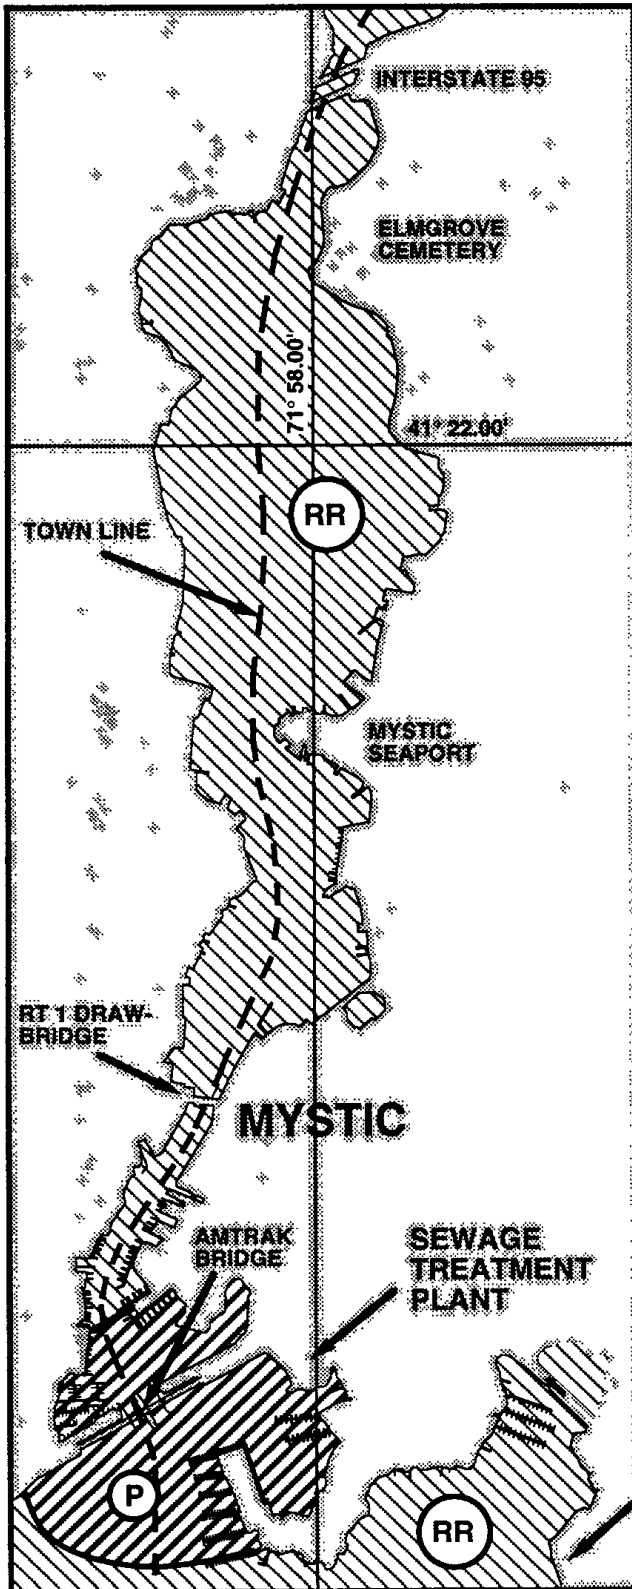 INTERSTATE 95
ELMGROVE
CEMETERY
71° 58.00'
41° 22.00'
RR
TOWN LINE
MYSTIC
SEAPORT
RT 1 DRAW-
BRIDGE
MYSTIC
AMTRAK
BRIDGE
SEWAGE
TREATMENT
PLANT
P
RR